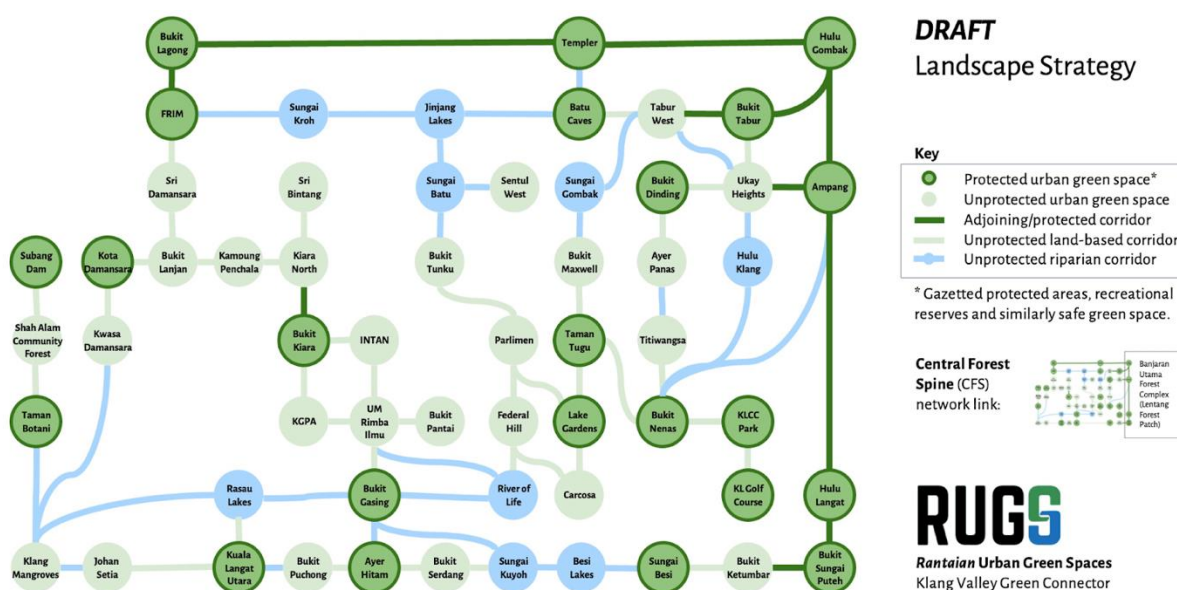 Bukit
Lagong
Templer
Hulu
Gombak
FRIM
Sungai
Kroh
Jinjang
Lakes
Batu
Caves
Tabur
West
Bukit
Tabur
Sri
Damansara
Sri
Bintang
Sungai
Batu
Sentul
West
Sungai
Gombak
Bukit
Dinding
Ukay
Heights
Ampang
Subang
Dam
Kota
Damansara
Bukit
Lanjan
Kampung
Penchala
Kiara
North
Bukit
Tunku
Bukit
Maxwell
Ayer
Panas
Hulu
Klang
Shah Alam
Community
Forest
Kwasa
Damansara
Bukit
Kiara
INTAN
Parlimen
Taman
Tugu
Titiwangsa
Taman
Botani
KGPA
UM
Rimba
Ilmu
Bukit
Pantai
Federal
Hill
Lake
Gardens
Bukit
Nenas
KLCC
Park
Rasau
Lakes
Bukit
Gasing
River of
Life
Carcosa
KL Golf
Course
Hulu
Langat
Klang
Mangroves
Johan
Setia
Kuala
Langat
Utara
Bukit
Puchong
Ayer
Hitam
Bukit
Serdang
Sungai
Kuyoh
Besi
Lakes
Sungai
Besi
Bukit
Ketumbar
Bukit
Sungai
Puteh
DRAFT
Landscape Strategy
Key
Protected urban green space*
Unprotected urban green space
Adjoining/protected corridor
Unprotected land-based corridor
Unprotected riparian corridor
* Gazetted protected areas, recreational
reserves and similarly safe green space.
Central Forest
Spine (CFS)
network link:
Banjaran
Utama
Forest
Complex
(Lentang
Forest
Patch)
RUGS
Rantaian Urban Green Spaces
Klang Valley Green Connector